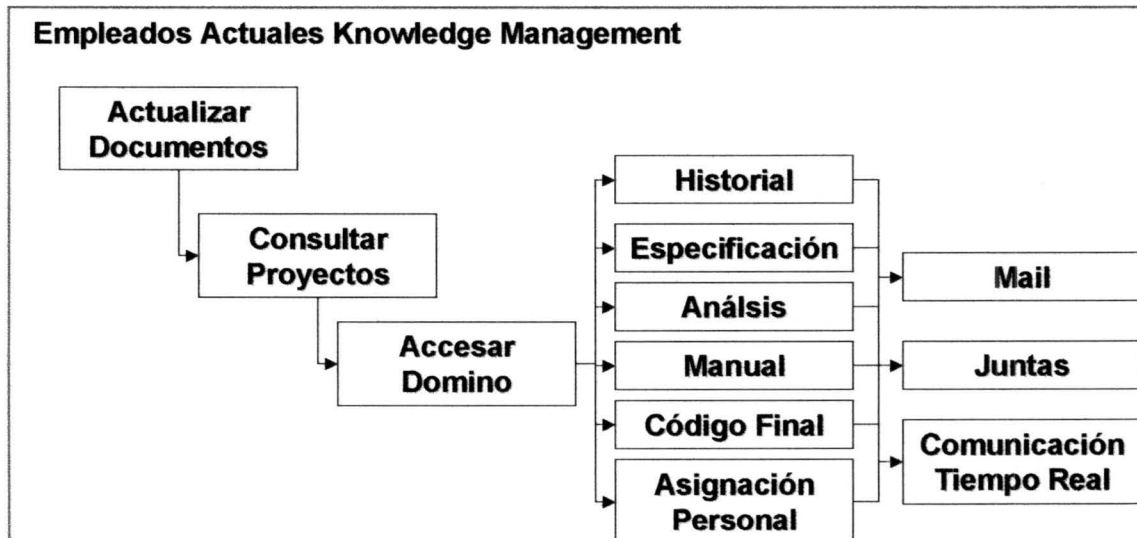 Empleados Actuales Knowledge Management
Actualizar
Documentos
Consultar
Proyectos
Accesar
Domino
Historial
Especificación
Análsis
Manual
Código Final
Asignación
Personal
Mail
Juntas
Comunicación
Tiempo Real